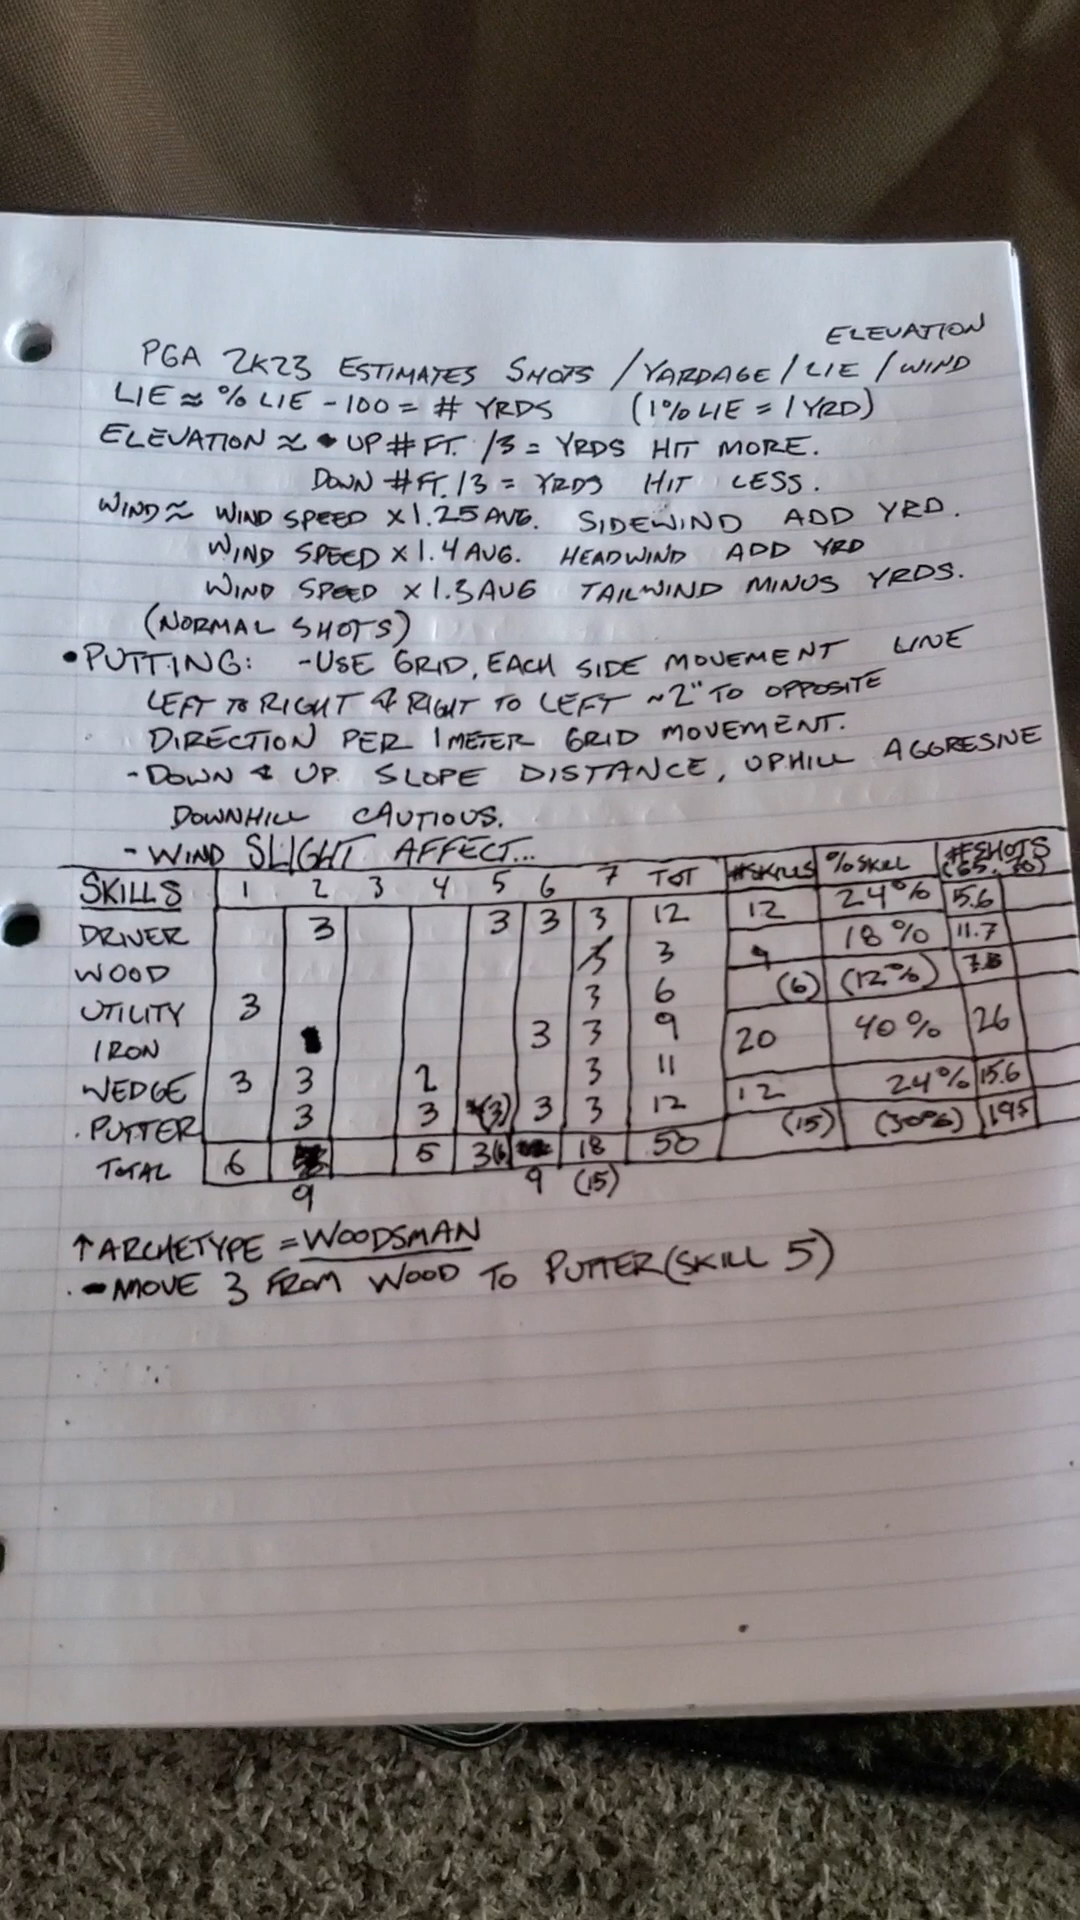 ELEVATION
PGA 2K23 ESTIMATES SHOTS / YARDAGE / LIE / WIND
LIE ≈ % LIE - 100 = # YRDS (1% LIE = 1 YRD)
ELEVATION ≈ UP # FT. /3 = YRDS HIT MORE.
DOWN # FT. /3 = YRDS HIT LESS.
WIND ≈ WIND SPEED X 1.25 AVG. SIDEWIND ADD YRD.
WIND SPEED X 1.4 AVG. HEADWIND ADD YRD
WIND SPEED X 1.3 AVG TAILWIND MINUS YRDS.
(NORMAL SHOTS)
• PUTTING: - USE GRID, EACH SIDE MOVEMENT LINE
LEFT TO RIGHT & RIGHT TO LEFT ~2" TO OPPOSITE
DIRECTION PER 1 METER GRID MOVEMENT.
- DOWN & UP SLOPE DISTANCE, UPHILL AGGRESIVE
DOWNHILL CAUTIOUS.
- WIND SLIGHT AFFECT...
SKILLS 1 2 3 4 5 6 7 TOT #SKILLS % SKILL #SHOTS
DRIVER 3 3 3 3 12 12 24% 5.6
WOOD 3 3 9 18% 11.7
UTILITY 3 3 6 (6) (12%)
IRON 3 3 9 20 40% 26
WEDGE 3 3 2 3 11 12 24% 15.6
PUTTER 3 3 (3) 3 3 12 (15) (30%) 19.5
TOTAL 6 5 18 50
9 9 (15)
↑ ARCHETYPE = WOODSMAN
- MOVE 3 FROM WOOD TO PUTTER (SKILL 5)